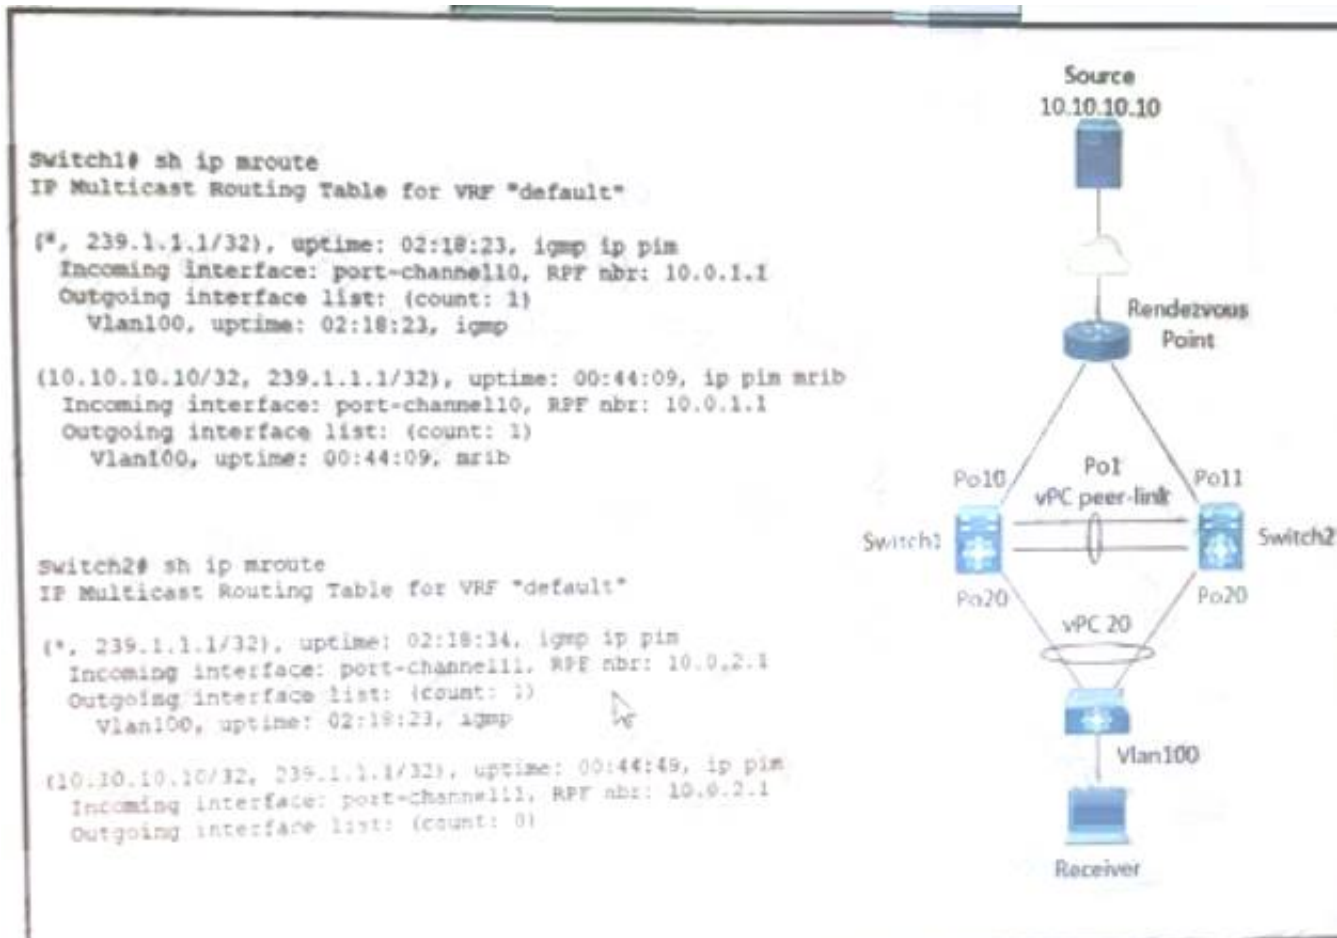 Switch1# sh ip mroute
IP Multicast Routing Table for VRF "default"
(*, 239.1.1.1/32), uptime: 02:18:23, igmp ip pim
Incoming interface: port-channel10, RPF nbr: 10.0.1.1
Outgoing interface list: (count: 1)
Vlan100, uptime: 02:18:23, igmp
(10.10.10.10/32, 239.1.1.1/32), uptime: 00:44:09, ip pim mrib
Incoming interface: port-channel10, RPF nbr: 10.0.1.1
Outgoing interface list: (count: 1)
Vlan100, uptime: 00:44:09, mrib
Switch2# sh ip mroute
IP Multicast Routing Table for VRF "default"
(*, 239.1.1.1/32), uptime: 02:18:34, igmp ip pim
Incoming interface: port-channel11, RPF nbr: 10.0.2.1
Outgoing interface list: (count: 1)
Vlan100, uptime: 02:18:23, igmp
(10.10.10.10/32, 239.1.1.1/32), uptime: 00:44:49, ip pim
Incoming interface: port-channel11, RPF nbr: 10.0.2.1
Outgoing interface list: (count: 0)
Source
10.10.10.10
Rendezvous
Point
Po10
Po1
vPC peer-link
Po11
Switch1
Switch2
Po20
Po20
vPC 20
Vlan100
Receiver